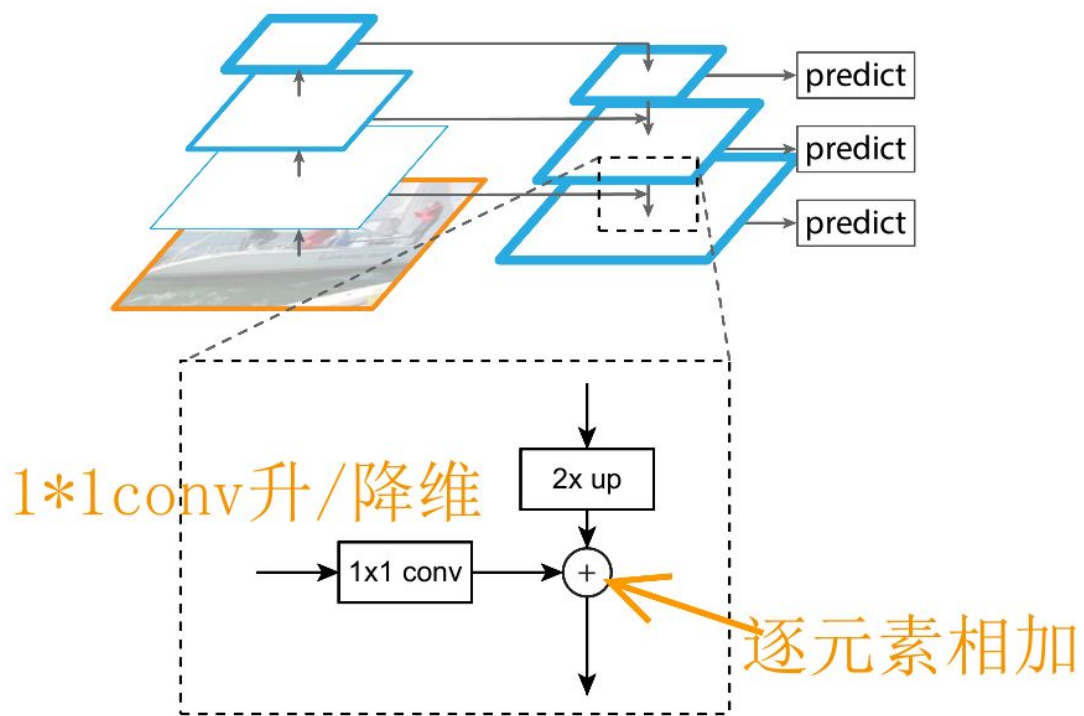 predict
predict
predict
2x up
1*1conv升/降维
1x1 conv
+
逐元素相加